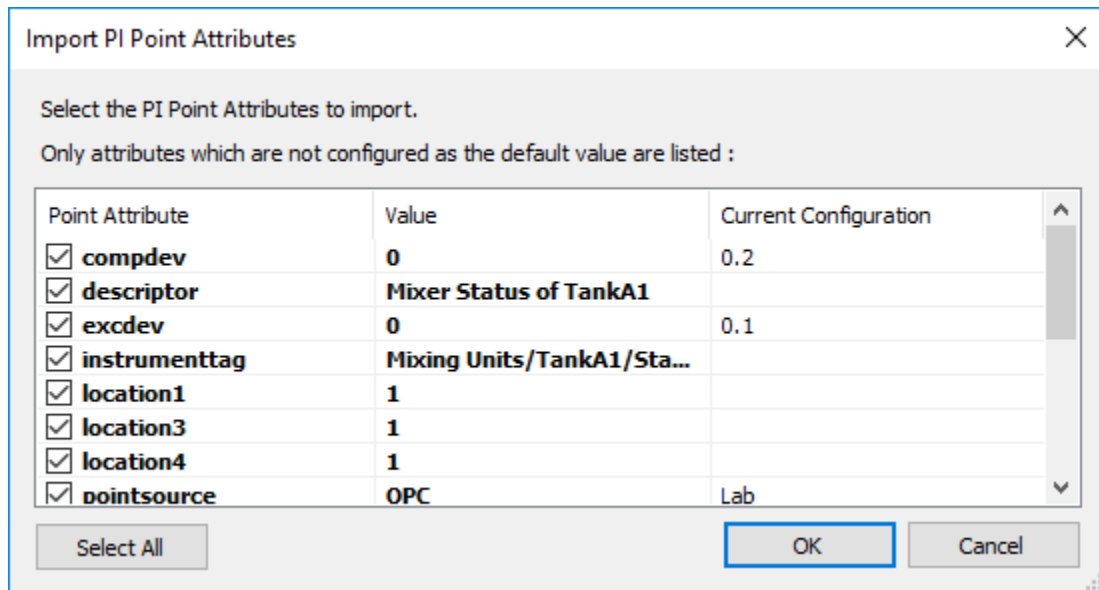 Import PI Point Attributes
Select the PI Point Attributes to import.
Only attributes which are not configured as the default value are listed :
Point Attribute Value Current Configuration
compdev 0 0.2
descriptor Mixer Status of TankA1
excdev 0 0.1
instrumenttag Mixing Units/TankA1/Sta...
location1 1
location3 1
location4 1
pointsource OPC Lab
Select All OK Cancel